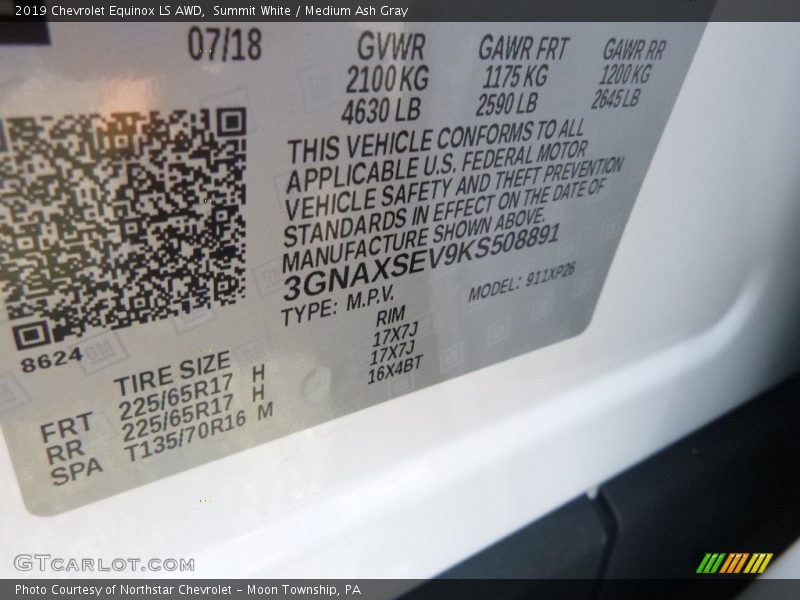 2019 Chevrolet Equinox LS AWD, Summit White / Medium Ash Gray
07/18 GVWR GAWR FRT GAWR RR
2100 KG 1175 KG 1200 KG
4630 LB 2590 LB 2645 LB
THIS VEHICLE CONFORMS TO ALL
APPLICABLE U.S. FEDERAL MOTOR
VEHICLE SAFETY AND THEFT PREVENTION
STANDARDS IN EFFECT ON THE DATE OF
MANUFACTURE SHOWN ABOVE.
3GNAXSEV9KS508891
TYPE: M.P.V. MODEL: 911XP26
8624
TIRE SIZE RIM
FRT 225/65R17 H 17X7J
RR 225/65R17 H 17X7J
SPA T135/70R16 M 16X4BT
GTCARLOT.COM
Photo Courtesy of Northstar Chevrolet - Moon Township, PA